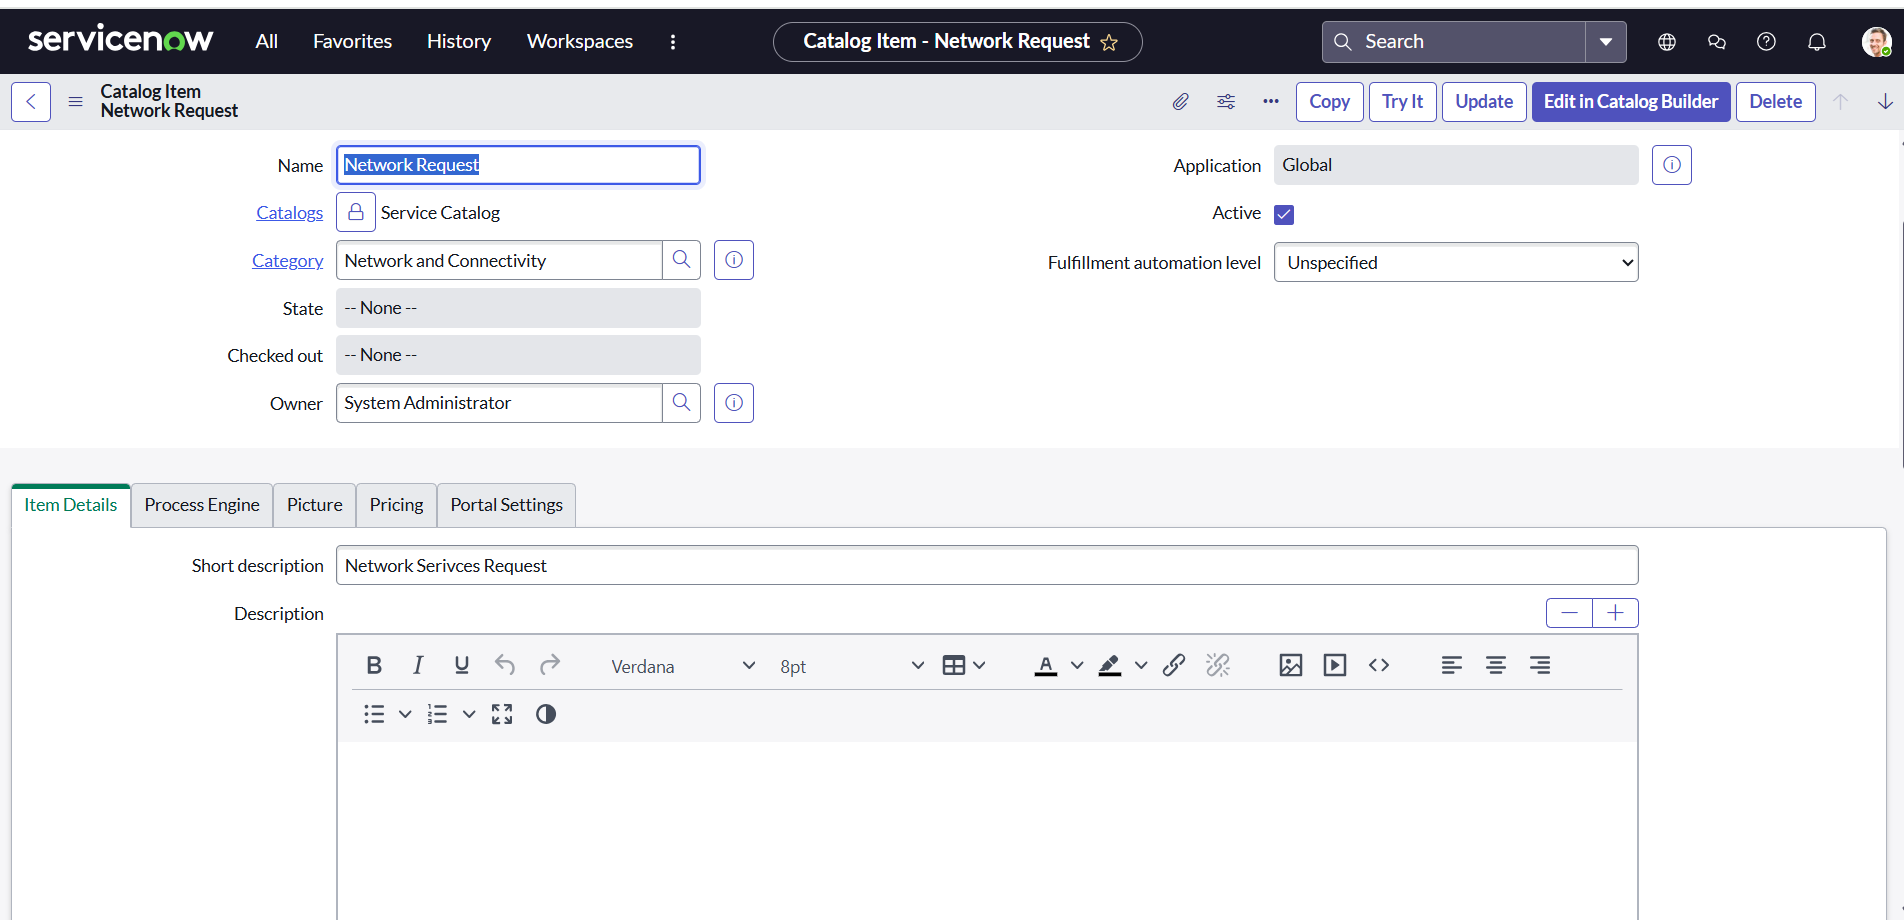 servicenow All Favorites History Workspaces Catalog Item - Network Request Search
Catalog Item
Network Request
Copy Try It Update Edit in Catalog Builder Delete
Name Network Request Application Global
Catalogs Service Catalog Active
Category Network and Connectivity Fulfillment automation level Unspecified
State -- None --
Checked out -- None --
Owner System Administrator
Item Details Process Engine Picture Pricing Portal Settings
Short description Network Serivces Request
Description
B I U Verdana 8pt A